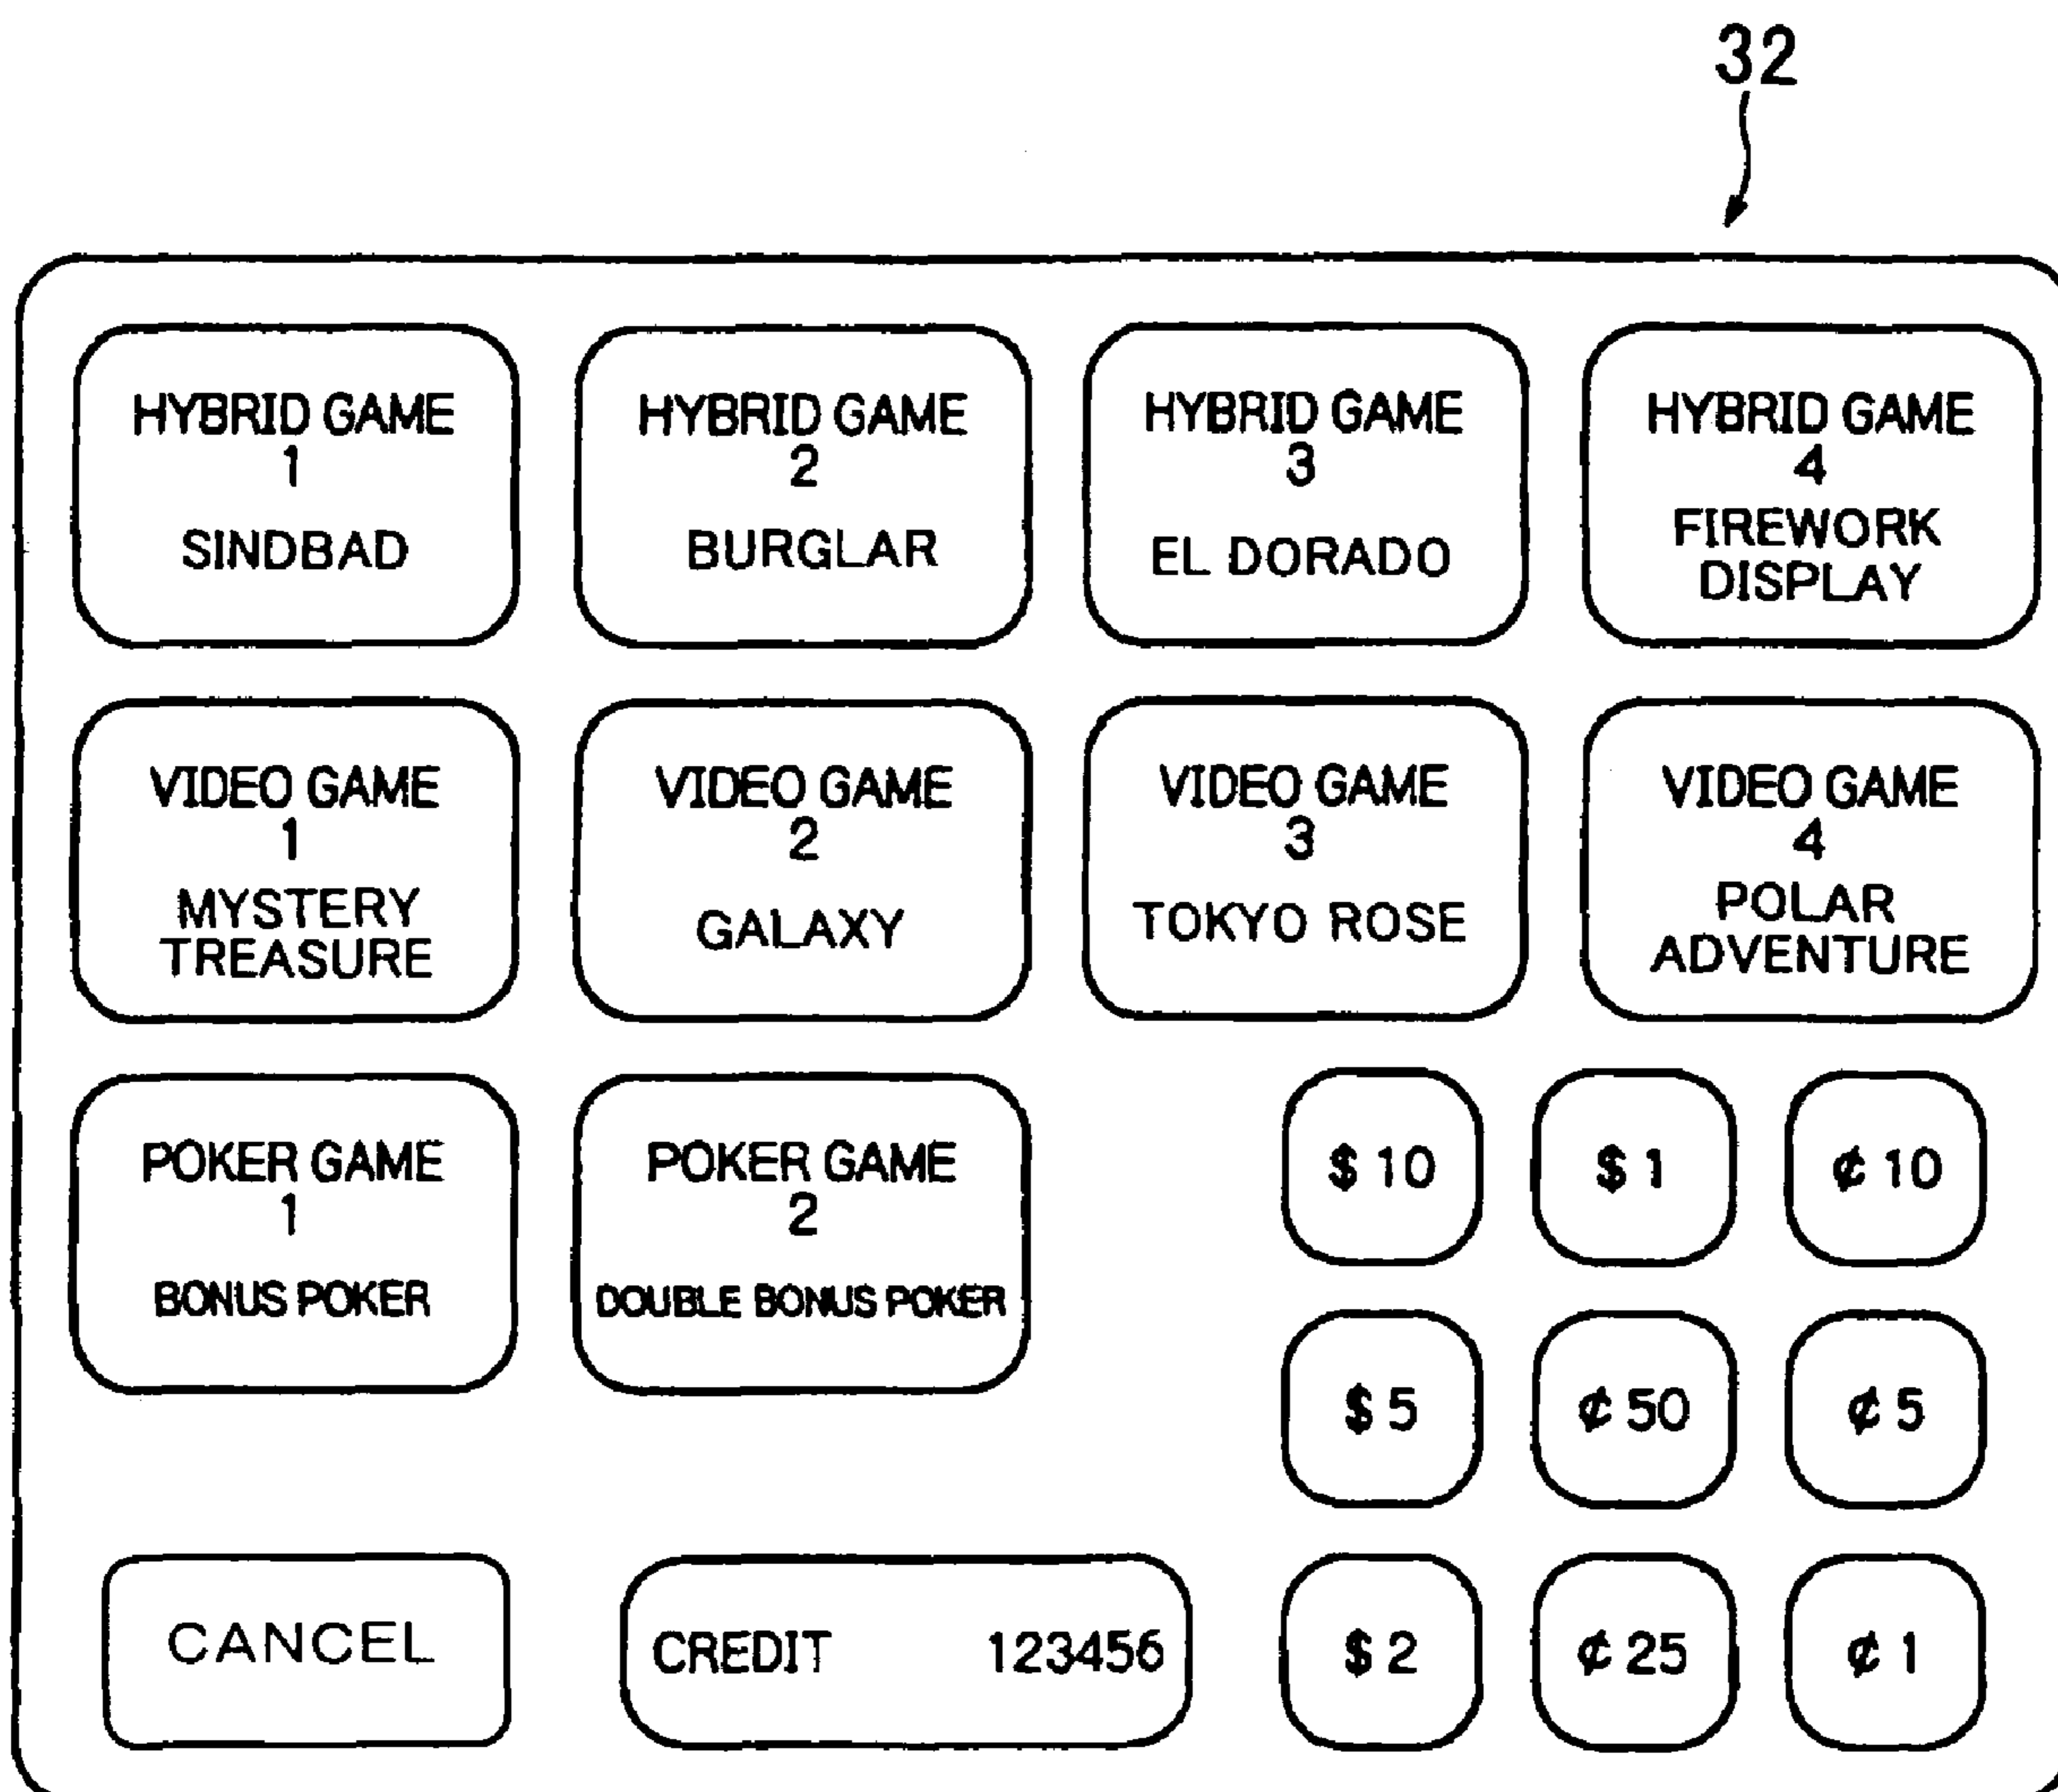 32
HYBRID GAME
1
SINDBAD
HYBRID GAME
2
BURGLAR
HYBRID GAME
3
EL DORADO
HYBRID GAME
4
FIREWORK
DISPLAY
VIDEO GAME
1
MYSTERY
TREASURE
VIDEO GAME
2
GALAXY
VIDEO GAME
3
TOKYO ROSE
VIDEO GAME
4
POLAR
ADVENTURE
POKER GAME
1
BONUS POKER
POKER GAME
2
DOUBLE BONUS POKER
$10
$1
¢10
$5
¢50
¢5
CANCEL
CREDIT 123456
$2
¢25
¢1